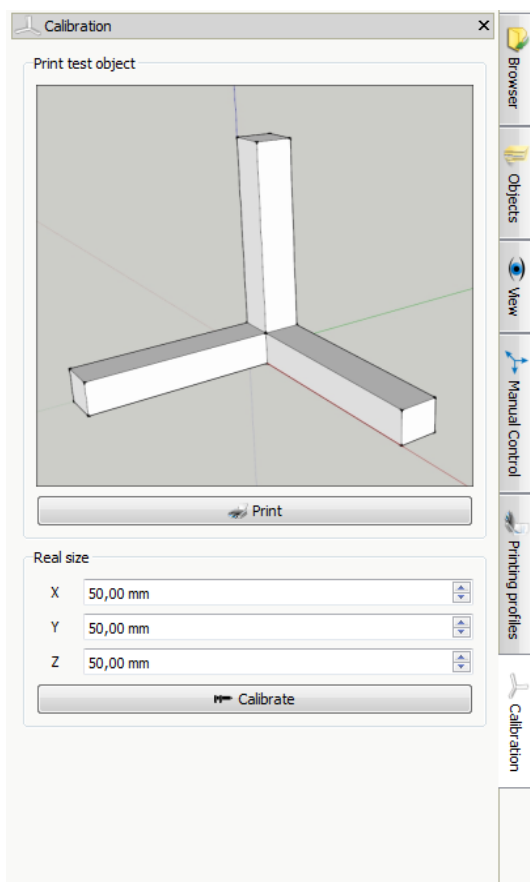 Calibration
Print test object
Print
Real size
X 50,00 mm
Y 50,00 mm
Z 50,00 mm
Calibrate
Browser
Objects
View
Manual Control
Printing profiles
Calibration